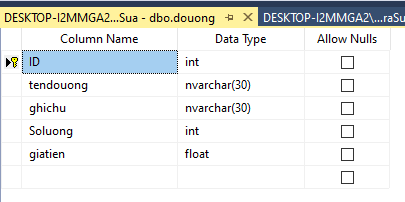 DESKTOP-I2MMGA2...Sua - dbo.douong
DESKTOP-I2MMGA2\...raSu
Column Name Data Type Allow Nulls
ID int
tendouong nvarchar(30)
ghichu nvarchar(30)
Soluong int
giatien float